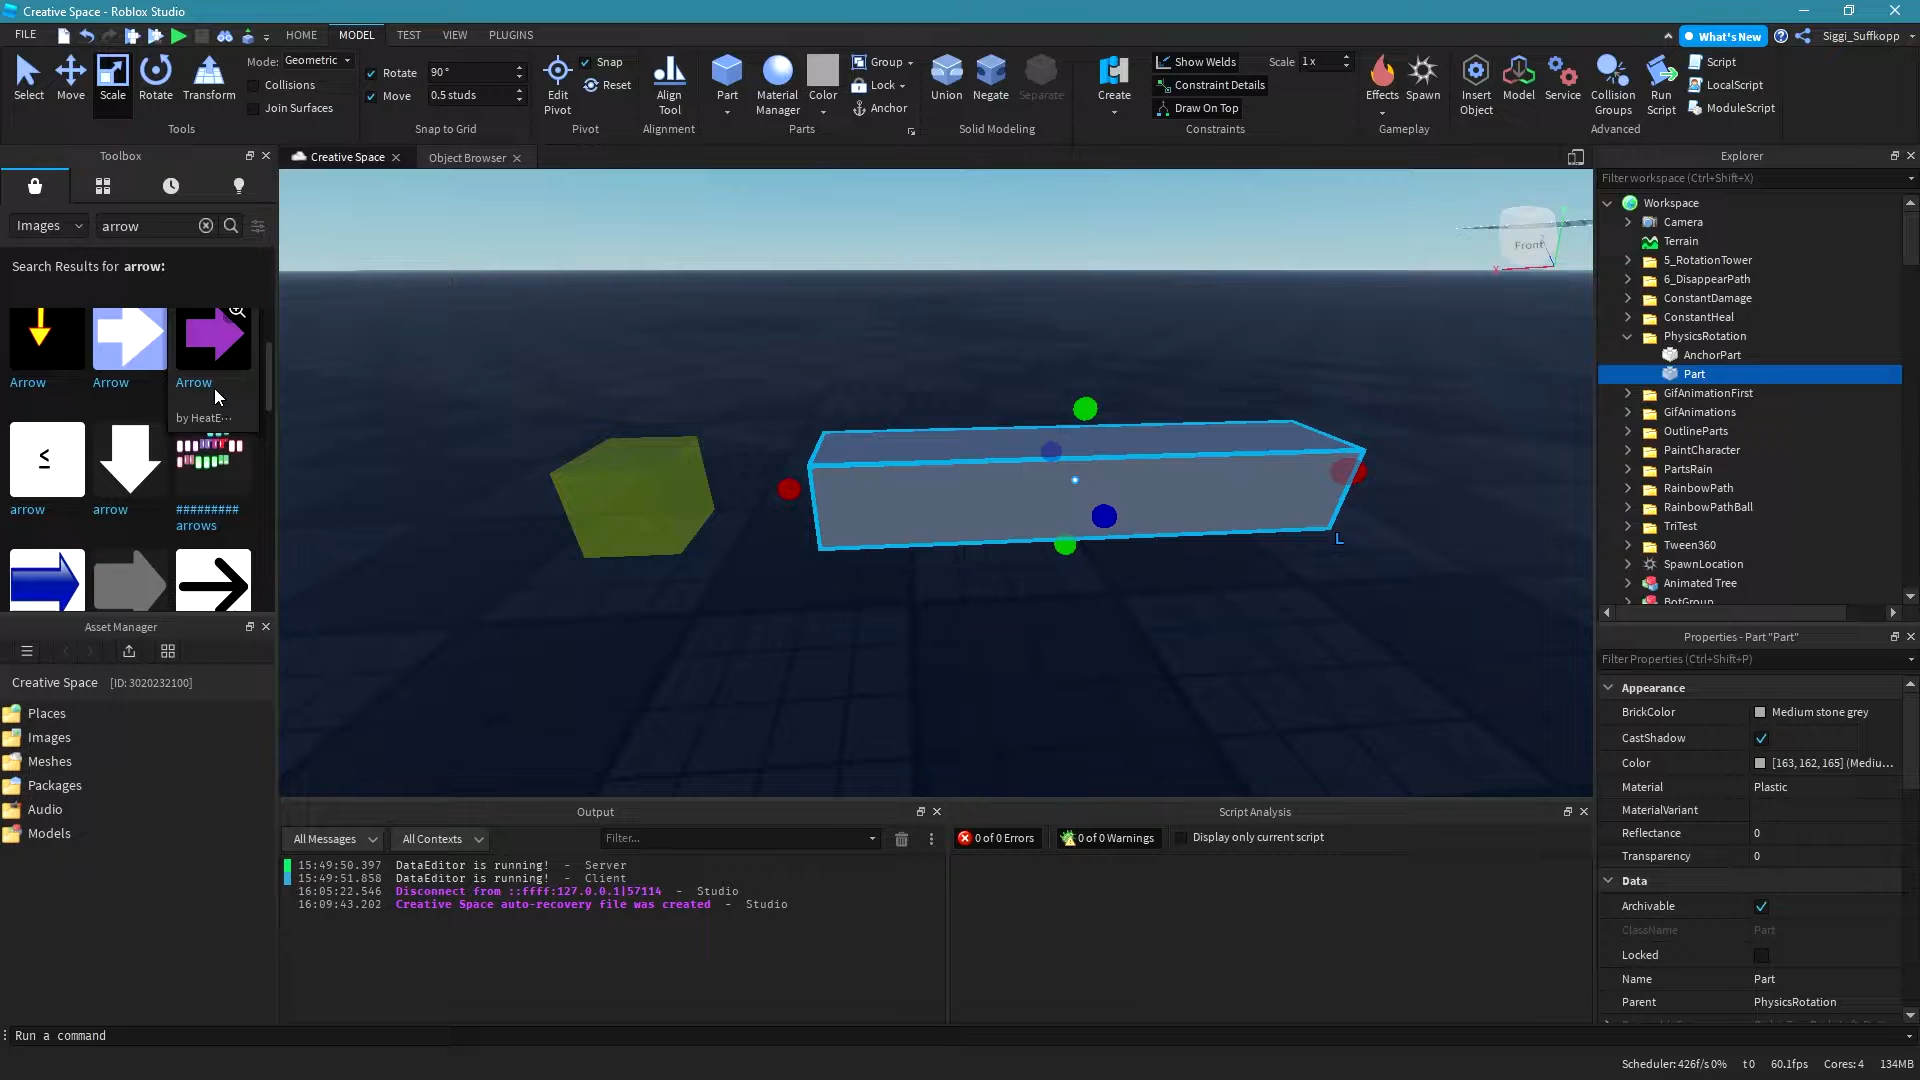 Creative Space - Roblox Studio
FILE
HOME
MODEL
TEST
VIEW
PLUGINS
What's New
Siggi_Suffkopp
Select
Move
Scale
Rotate
Transform
Mode: Geometric
Collisions
Join Surfaces
Tools
Rotate 90°
Move 0.5 studs
Snap to Grid
Edit Pivot
Snap
Reset
Pivot
Align Tool
Alignment
Part
Material Manager
Color
Group
Lock
Anchor
Parts
Union
Negate
Separate
Solid Modeling
Create
Show Welds
Constraint Details
Draw On Top
Scale 1 x
Constraints
Effects
Spawn
Gameplay
Insert Object
Model
Service
Collision Groups
Run Script
Script
LocalScript
ModuleScript
Advanced
Toolbox
Images
arrow
Search Results for arrow:
Arrow
Arrow
Arrow
by HeatE...
≤
arrow
arrow
######### arrows
Asset Manager
Creative Space [ID: 3020232100]
Places
Images
Meshes
Packages
Audio
Models
Creative Space
Object Browser
Front
X
L
Output
All Messages
All Contexts
Filter...
15:49:50.397 DataEditor is running! - Server
15:49:51.858 DataEditor is running! - Client
16:05:22.546 Disconnect from ::ffff:127.0.0.1|57114 - Studio
16:09:43.202 Creative Space auto-recovery file was created - Studio
Script Analysis
0 of 0 Errors
0 of 0 Warnings
Display only current script
Explorer
Filter workspace (Ctrl+Shift+X)
Workspace
Camera
Terrain
5_RotationTower
6_DisappearPath
ConstantDamage
ConstantHeal
PhysicsRotation
AnchorPart
Part
GifAnimationFirst
GifAnimations
OutlineParts
PaintCharacter
PartsRain
RainbowPath
RainbowPathBall
TriTest
Tween360
SpawnLocation
Animated Tree
BotGroup
Properties - Part "Part"
Filter Properties (Ctrl+Shift+P)
Appearance
BrickColor Medium stone grey
CastShadow
Color [163, 162, 165] (Mediu...
Material Plastic
MaterialVariant
Reflectance 0
Transparency 0
Data
Archivable
ClassName Part
Locked
Name Part
Parent PhysicsRotation
Run a command
Scheduler: 426f/s 0% t 0 60.1fps Cores: 4 134MB